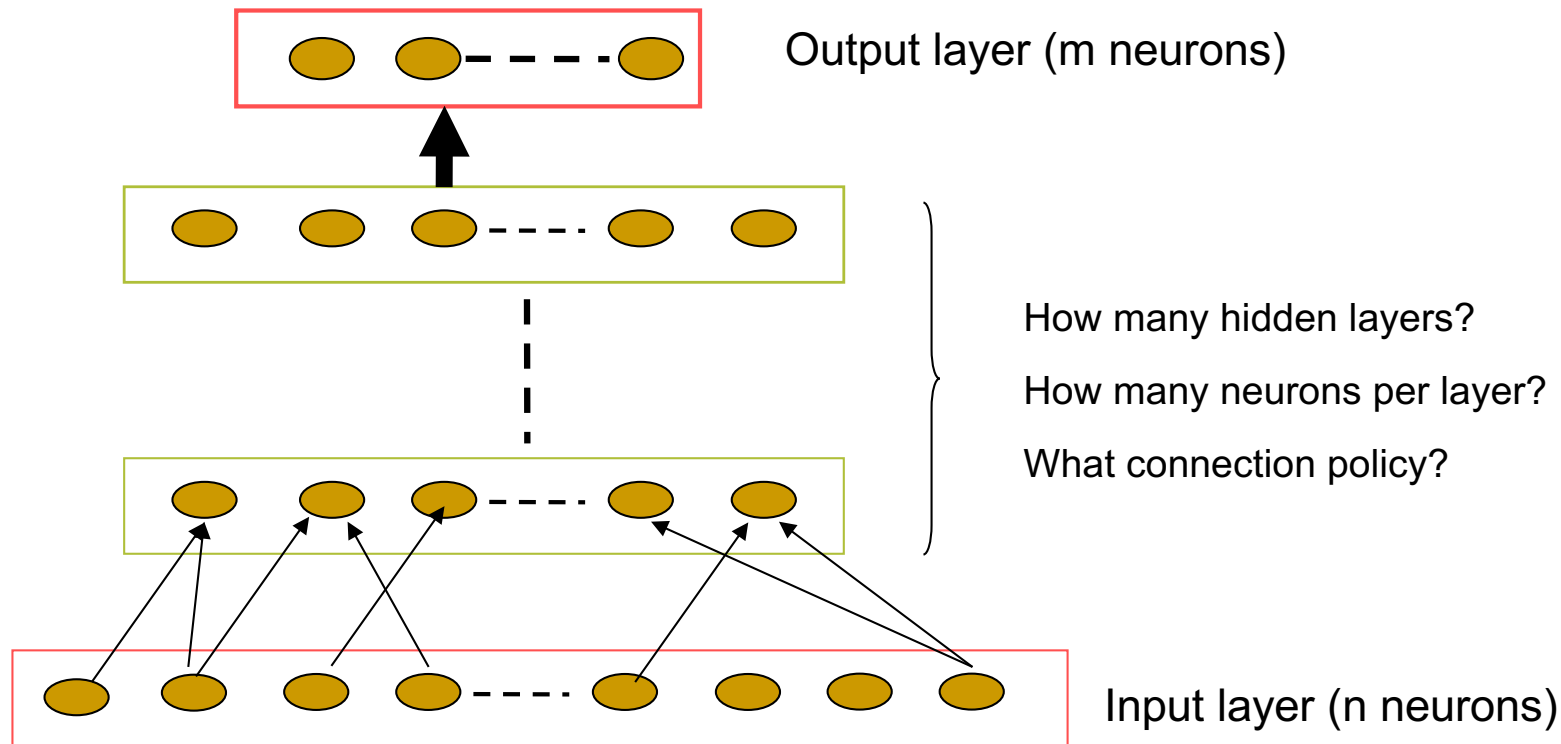 Output layer (m neurons)
How many hidden layers?
How many neurons per layer?
What connection policy?
Input layer (n neurons)